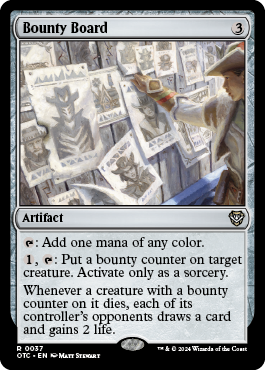 Bounty Board 3
Artifact
T: Add one mana of any color.
1, T: Put a bounty counter on target
creature. Activate only as a sorcery.
Whenever a creature with a bounty
counter on it dies, each of its
controller's opponents draws a card
and gains 2 life.
R 0037
OTC • EN Matt Stewart
™ & © 2024 Wizards of the Coast